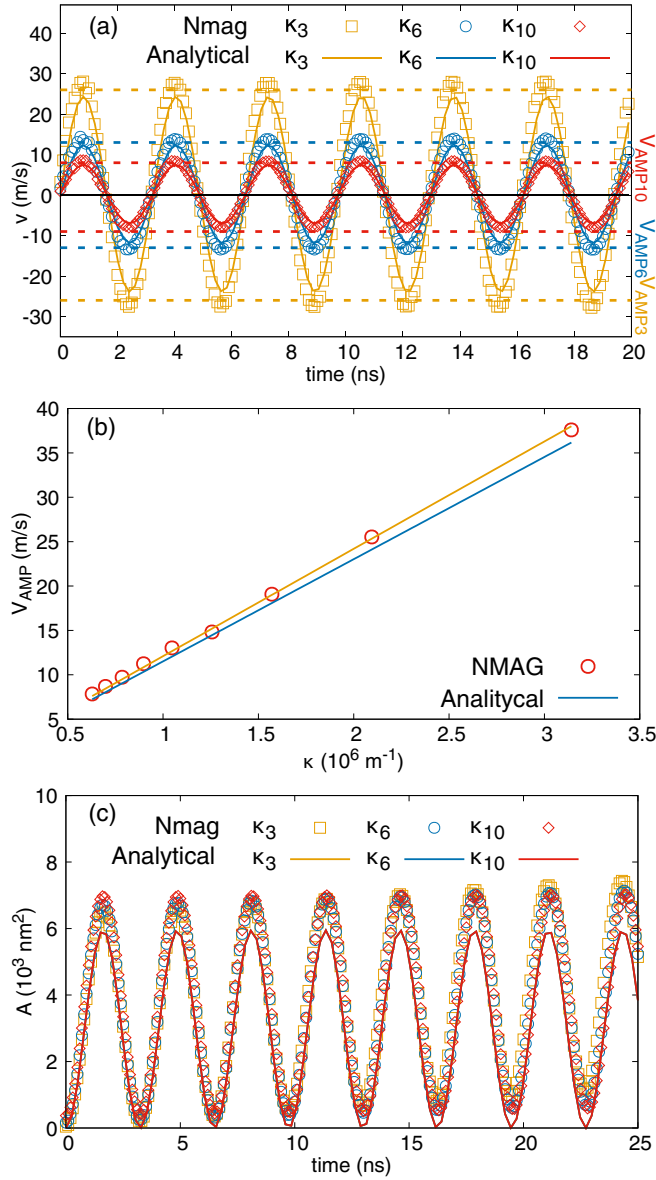 (a) Nmag κ3 κ6 κ10
Analytical κ3 κ6 κ10
40
30
20
10
0
-10
-20
-30
v (m/s)
VAMP10
VAMP6
VAMP3
0 2 4 6 8 10 12 14 16 18 20
time (ns)
(b)
40
35
30
25
20
15
10
5
VAMP (m/s)
NMAG
Analitycal
0.5 1 1.5 2 2.5 3 3.5
κ (10^6 m^-1)
(c) Nmag κ3 κ6 κ10
Analytical κ3 κ6 κ10
10
8
6
4
2
0
A (10^3 nm^2)
0 5 10 15 20 25
time (ns)